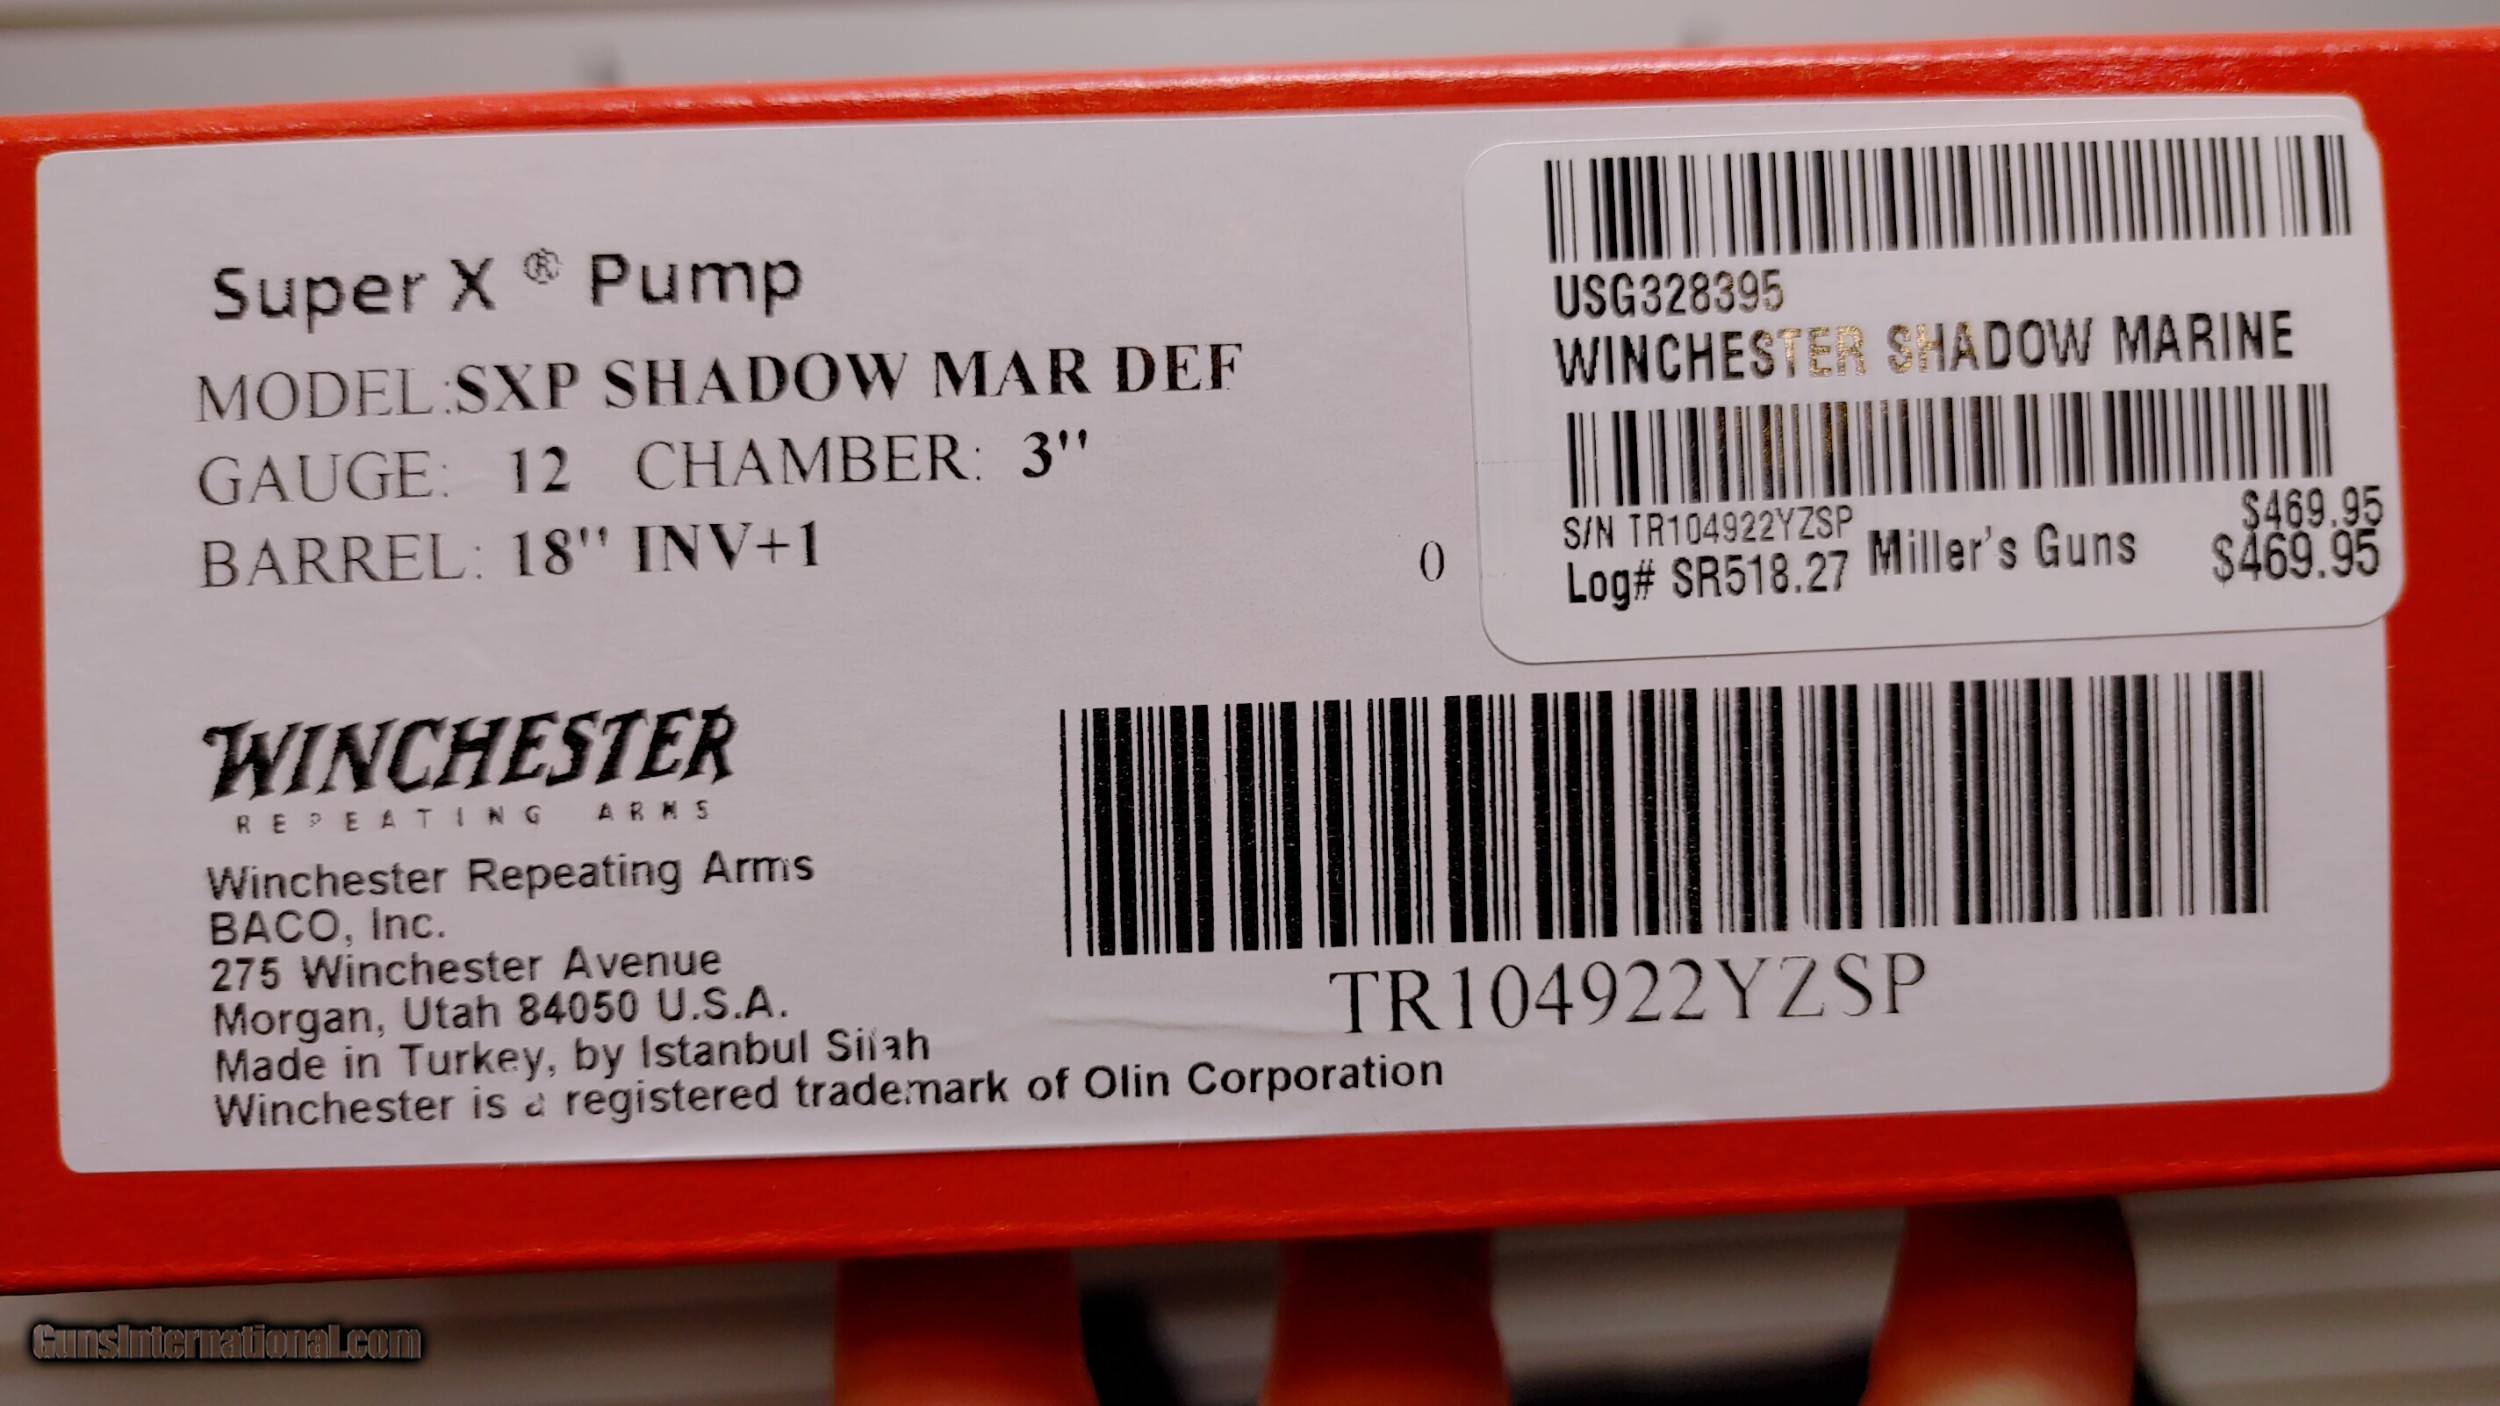 Super X ® Pump
MODEL:SXP SHADOW MAR DEF
GAUGE: 12 CHAMBER: 3"
BARREL: 18" INV+1
0
USG328395
WINCHESTER SHADOW MARINE
$469.95
S/N TR104922YZSP
Log# SR518.27 Miller's Guns $469.95
WINCHESTER
REPEATING ARMS
Winchester Repeating Arms
BACO, Inc.
275 Winchester Avenue
Morgan, Utah 84050 U.S.A.
Made in Turkey, by Istanbul Silah
Winchester is a registered trademark of Olin Corporation
TR104922YZSP
GunsInternational.com